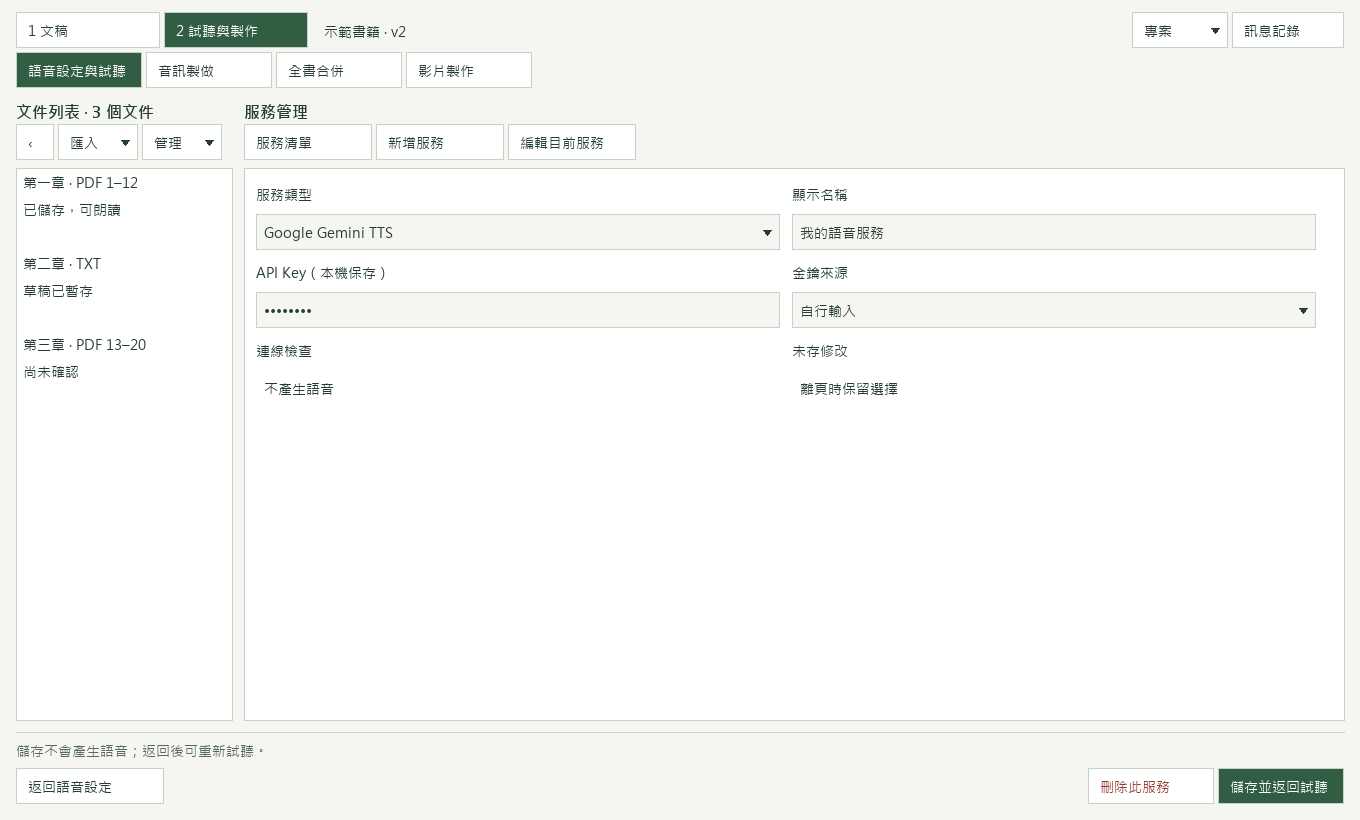 1 文稿
2 試聽與製作
示範書籍 · v2
專案
訊息記錄
語音設定與試聽
音訊製做
全書合併
影片製作
文件列表 · 3 個文件
‹
匯入
管理
第一章 · PDF 1–12
已儲存，可朗讀
第二章 · TXT
草稿已暫存
第三章 · PDF 13–20
尚未確認
服務管理
服務清單
新增服務
編輯目前服務
服務類型
顯示名稱
Google Gemini TTS
我的語音服務
API Key（本機保存）
金鑰來源
••••••••
自行輸入
連線檢查
未存修改
不產生語音
離頁時保留選擇
儲存不會產生語音；返回後可重新試聽。
返回語音設定
刪除此服務
儲存並返回試聽